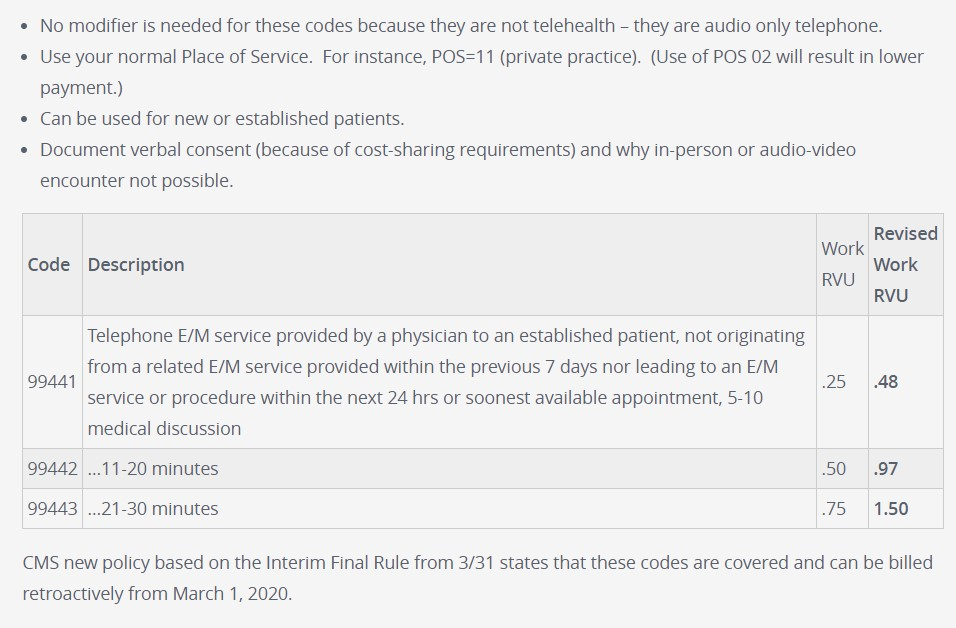 No modifier is needed for these codes because they are not telehealth – they are audio only telephone.
Use your normal Place of Service.  For instance, POS=11 (private practice).  (Use of POS 02 will result in lower
payment.)
Can be used for new or established patients.
Document verbal consent (because of cost-sharing requirements) and why in-person or audio-video
encounter not possible.
Code Description Work RVU Revised Work RVU
99441 Telephone E/M service provided by a physician to an established patient, not originating
from a related E/M service provided within the previous 7 days nor leading to an E/M
service or procedure within the next 24 hrs or soonest available appointment, 5-10
medical discussion
.25 .48
99442 ...11-20 minutes .50 .97
99443 ...21-30 minutes .75 1.50
CMS new policy based on the Interim Final Rule from 3/31 states that these codes are covered and can be billed
retroactively from March 1, 2020.